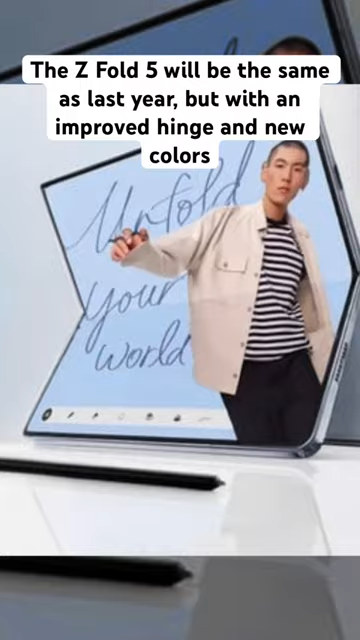 The Z Fold 5 will be the same
as last year, but with an
improved hinge and new
colors
Unfold
your
world